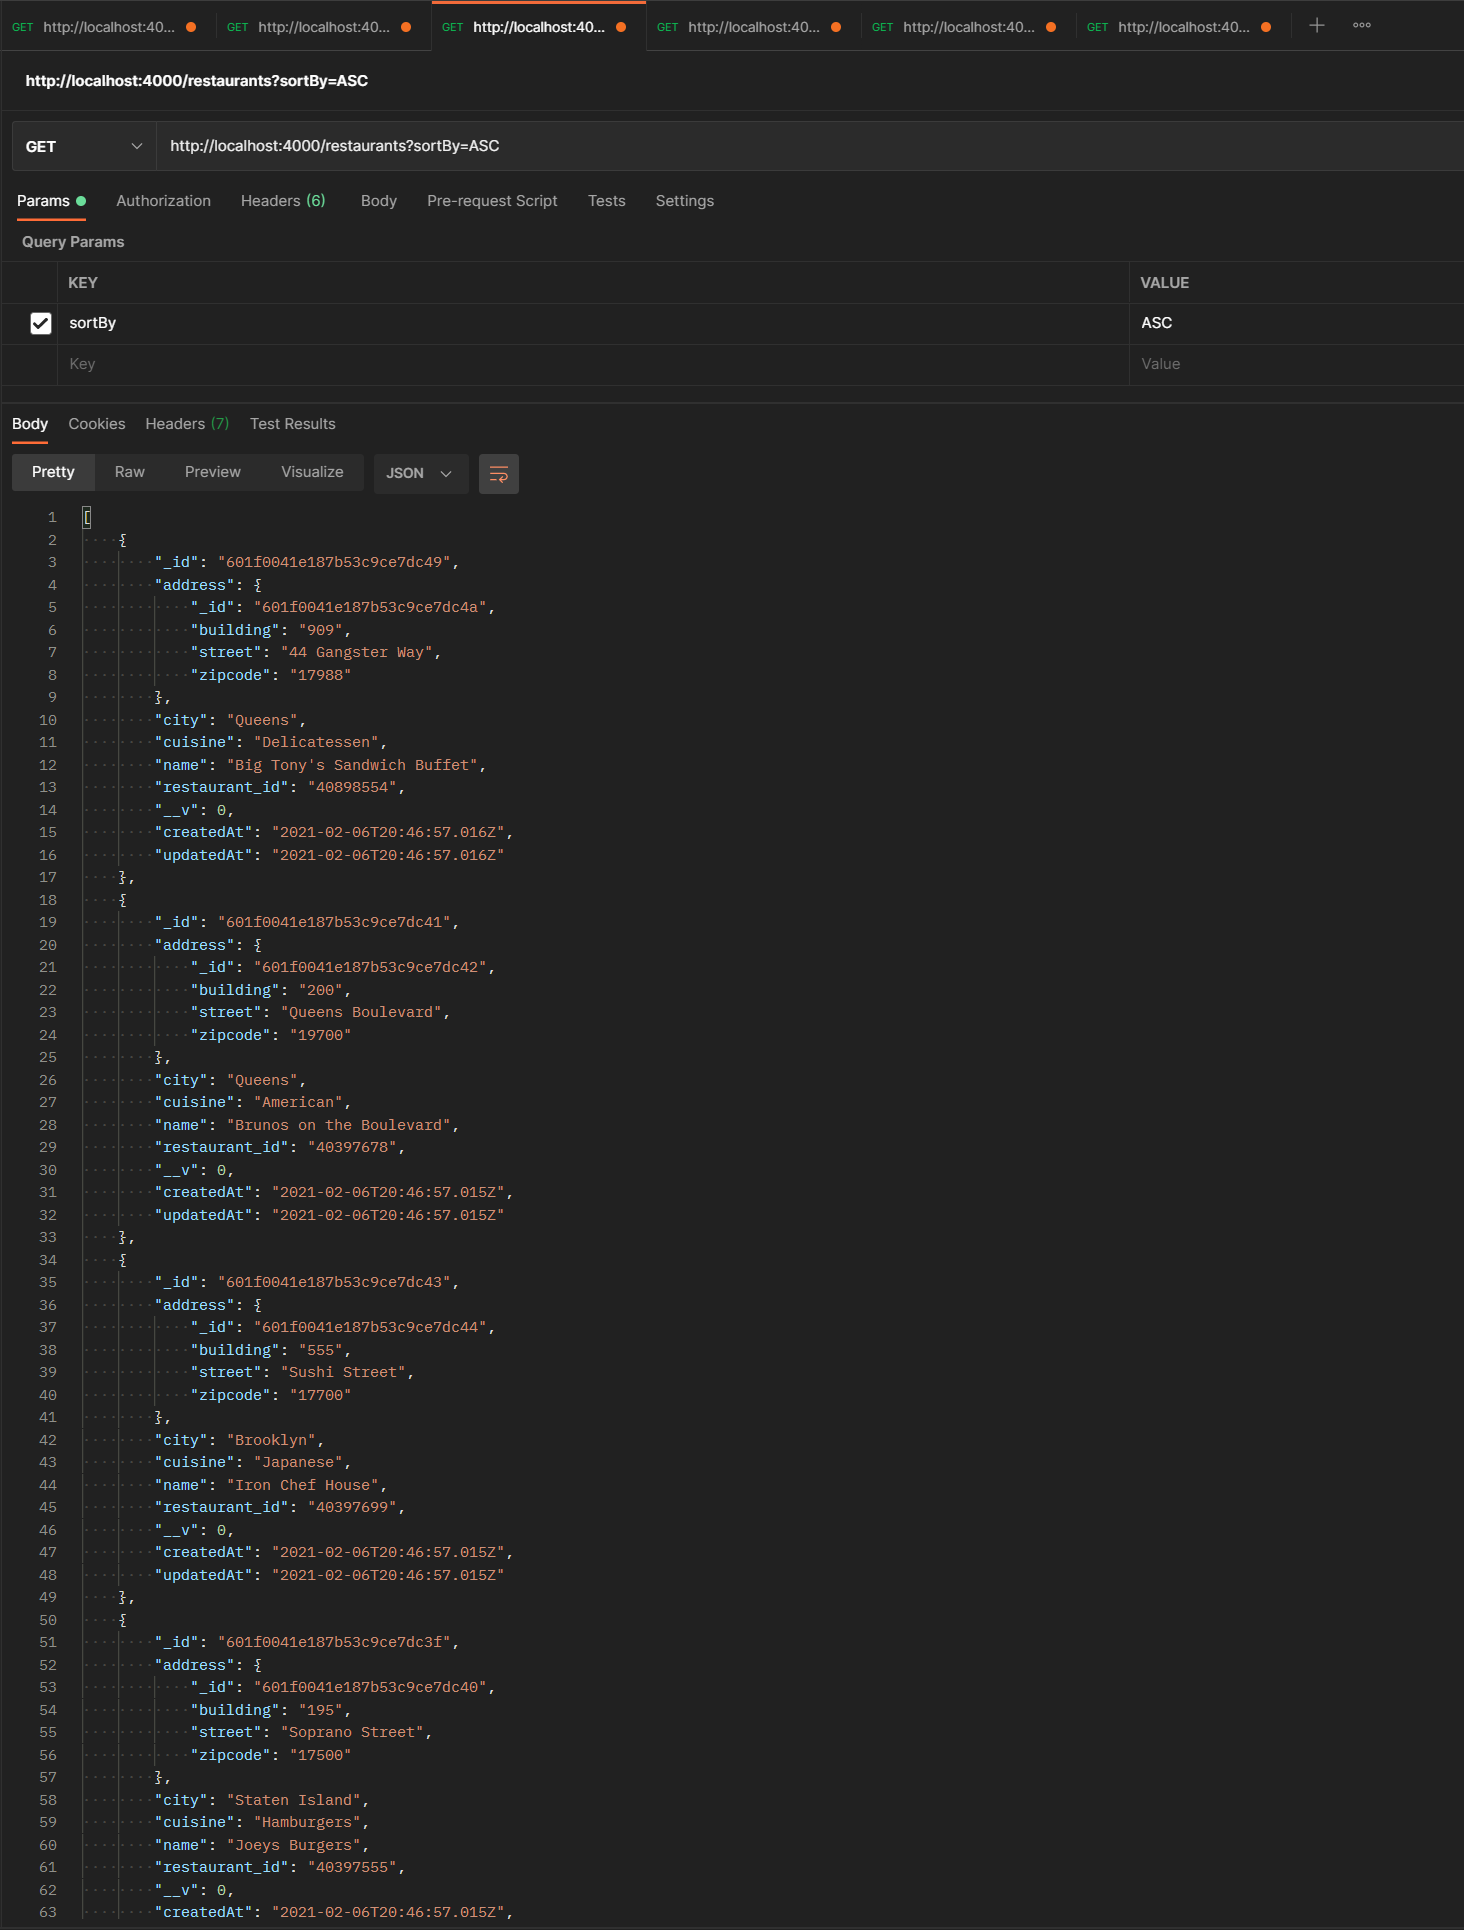 GET http://localhost:40... GET http://localhost:40... GET http://localhost:40... GET http://localhost:40... GET http://localhost:40... GET http://localhost:40...
http://localhost:4000/restaurants?sortBy=ASC
GET http://localhost:4000/restaurants?sortBy=ASC
Params Authorization Headers (6) Body Pre-request Script Tests Settings
Query Params
KEY VALUE
sortBy ASC
Key Value
Body Cookies Headers (7) Test Results
Pretty Raw Preview Visualize JSON
1 [
2 {
3 "_id": "601f0041e187b53c9ce7dc49",
4 "address": {
5 "_id": "601f0041e187b53c9ce7dc4a",
6 "building": "909",
7 "street": "44 Gangster Way",
8 "zipcode": "17988"
9 },
10 "city": "Queens",
11 "cuisine": "Delicatessen",
12 "name": "Big Tony's Sandwich Buffet",
13 "restaurant_id": "40898554",
14 "__v": 0,
15 "createdAt": "2021-02-06T20:46:57.016Z",
16 "updatedAt": "2021-02-06T20:46:57.016Z"
17 },
18 {
19 "_id": "601f0041e187b53c9ce7dc41",
20 "address": {
21 "_id": "601f0041e187b53c9ce7dc42",
22 "building": "200",
23 "street": "Queens Boulevard",
24 "zipcode": "19700"
25 },
26 "city": "Queens",
27 "cuisine": "American",
28 "name": "Brunos on the Boulevard",
29 "restaurant_id": "40397678",
30 "__v": 0,
31 "createdAt": "2021-02-06T20:46:57.015Z",
32 "updatedAt": "2021-02-06T20:46:57.015Z"
33 },
34 {
35 "_id": "601f0041e187b53c9ce7dc43",
36 "address": {
37 "_id": "601f0041e187b53c9ce7dc44",
38 "building": "555",
39 "street": "Sushi Street",
40 "zipcode": "17700"
41 },
42 "city": "Brooklyn",
43 "cuisine": "Japanese",
44 "name": "Iron Chef House",
45 "restaurant_id": "40397699",
46 "__v": 0,
47 "createdAt": "2021-02-06T20:46:57.015Z",
48 "updatedAt": "2021-02-06T20:46:57.015Z"
49 },
50 {
51 "_id": "601f0041e187b53c9ce7dc3f",
52 "address": {
53 "_id": "601f0041e187b53c9ce7dc40",
54 "building": "195",
55 "street": "Soprano Street",
56 "zipcode": "17500"
57 },
58 "city": "Staten Island",
59 "cuisine": "Hamburgers",
60 "name": "Joeys Burgers",
61 "restaurant_id": "40397555",
62 "__v": 0,
63 "createdAt": "2021-02-06T20:46:57.015Z",